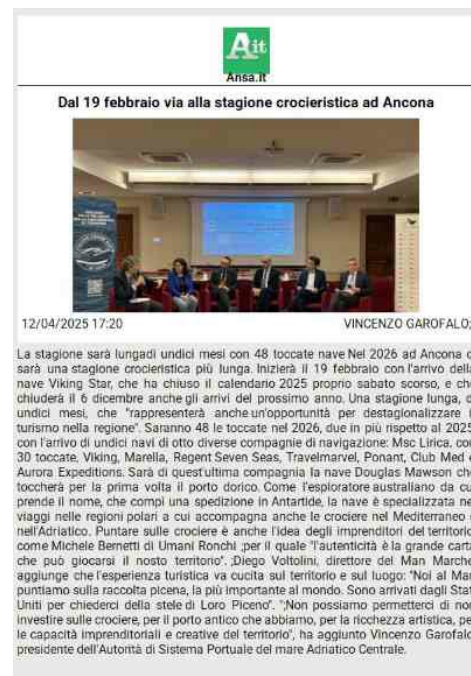 Ait
Ansa.it
Dal 19 febbraio via alla stagione crocieristica ad Ancona
12/04/2025 17:20
VINCENZO GAROFALO;
La stagione sarà lungadi undici mesi con 48 toccate nave Nel 2026 ad Ancona c
sarà una stagione crocieristica più lunga. Inizierà il 19 febbraio con l'arrivo della
nave Viking Star, che ha chiuso il calendario 2025 proprio sabato scorso, e che
chiuderà il 6 dicembre anche gli arrivi del prossimo anno. Una stagione lunga, d
undici mesi, che "rappresenterà anche un'opportunità per destagionalizzare i
turismo nella regione". Saranno 48 le toccate nel 2026, due in più rispetto al 2025
con l'arrivo di undici navi di otto diverse compagnie di navigazione: Msc Lirica, con
30 toccate, Viking, Marella, Regent Seven Seas, Travelmarvel, Ponant, Club Med e
Aurora Expeditions. Sarà di quest'ultima compagnia la nave Douglas Mawson che
toccherà per la prima volta il porto dorico. Come l'esploratore australiano da cu
prende il nome, che compì una spedizione in Antartide, la nave è specializzata nei
viaggi nelle regioni polari a cui accompagna anche le crociere nel Mediterraneo e
nell'Adriatico. Puntare sulle crociere è anche l'idea degli imprenditori del territorio
come Michele Bernetti di Umani Ronchi ;per il quale "l'autenticità è la grande carta
che può giocarsi il nosto territorio". ;Diego Voltolini, direttore del Man Marche
aggiunge che l'esperienza turistica va cucita sul territorio e sul luogo: "Noi al Man
puntiamo sulla raccolta picena, la più importante al mondo. Sono arrivati dagli Stat
Uniti per chiederci della stele di Loro Piceno". ";Non possiamo permetterci di non
investire sulle crociere, per il porto antico che abbiamo, per la ricchezza artistica, pe
le capacità imprenditoriali e creative del territorio", ha aggiunto Vincenzo Garofalo
presidente dell'Autorità di Sistema Portuale del mare Adriatico Centrale.